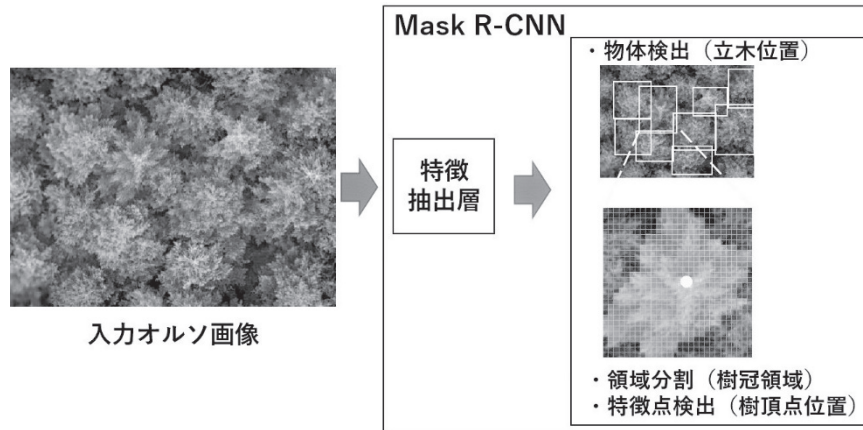 Mask R-CNN
・物体検出（立木位置）
特徴
抽出層
入力オルソ画像
・領域分割（樹冠領域）
・特徴点検出（樹頂点位置）